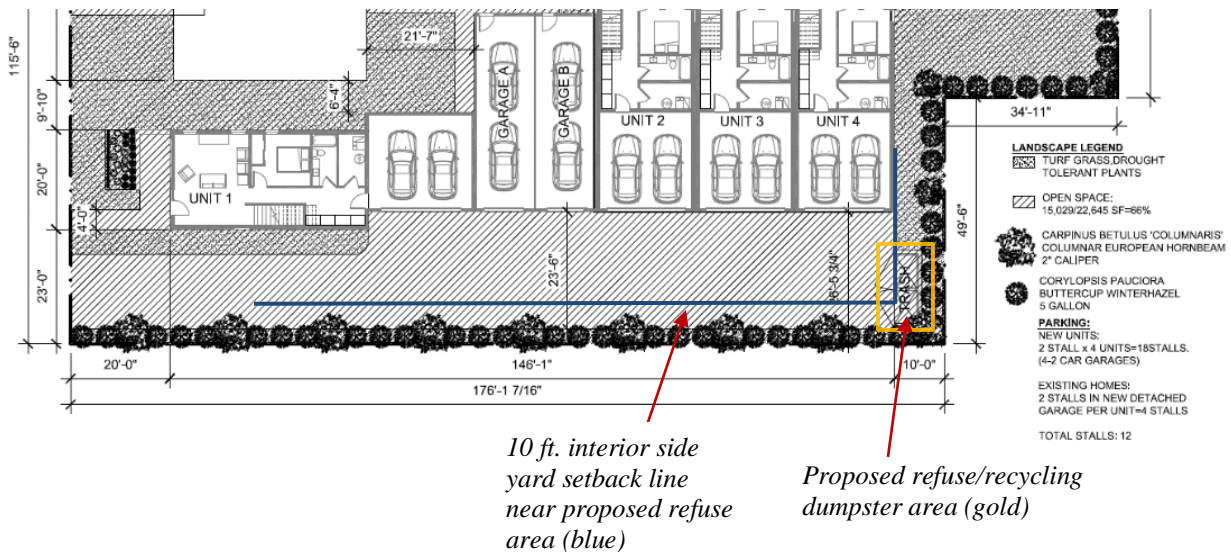 115'-6"
9'-10"
20'-0"
4'-0"
23'-0"
21'-7"
6'-4"
GARAGE A
GARAGE B
UNIT 1
UNIT 2
UNIT 3
UNIT 4
23'-6"
26'-5 3/4"
TRASH
49'-6"
34'-11"
20'-0"
146'-1"
10'-0"
176'-1 7/16"
LANDSCAPE LEGEND
TURF GRASS,DROUGHT
TOLERANT PLANTS
OPEN SPACE:
15,029/22,645 SF=66%
CARPINUS BETULUS 'COLUMNARIS'
COLUMNAR EUROPEAN HORNBEAM
2" CALIPER
CORYLOPSIS PAUCIORA
BUTTERCUP WINTERHAZEL
5 GALLON
PARKING:
NEW UNITS:
2 STALL x 4 UNITS=18STALLS.
(4-2 CAR GARAGES)
EXISTING HOMES:
2 STALLS IN NEW DETACHED
GARAGE PER UNIT=4 STALLS
TOTAL STALLS: 12
10 ft. interior side
yard setback line
near proposed refuse
area (blue)
Proposed refuse/recycling
dumpster area (gold)